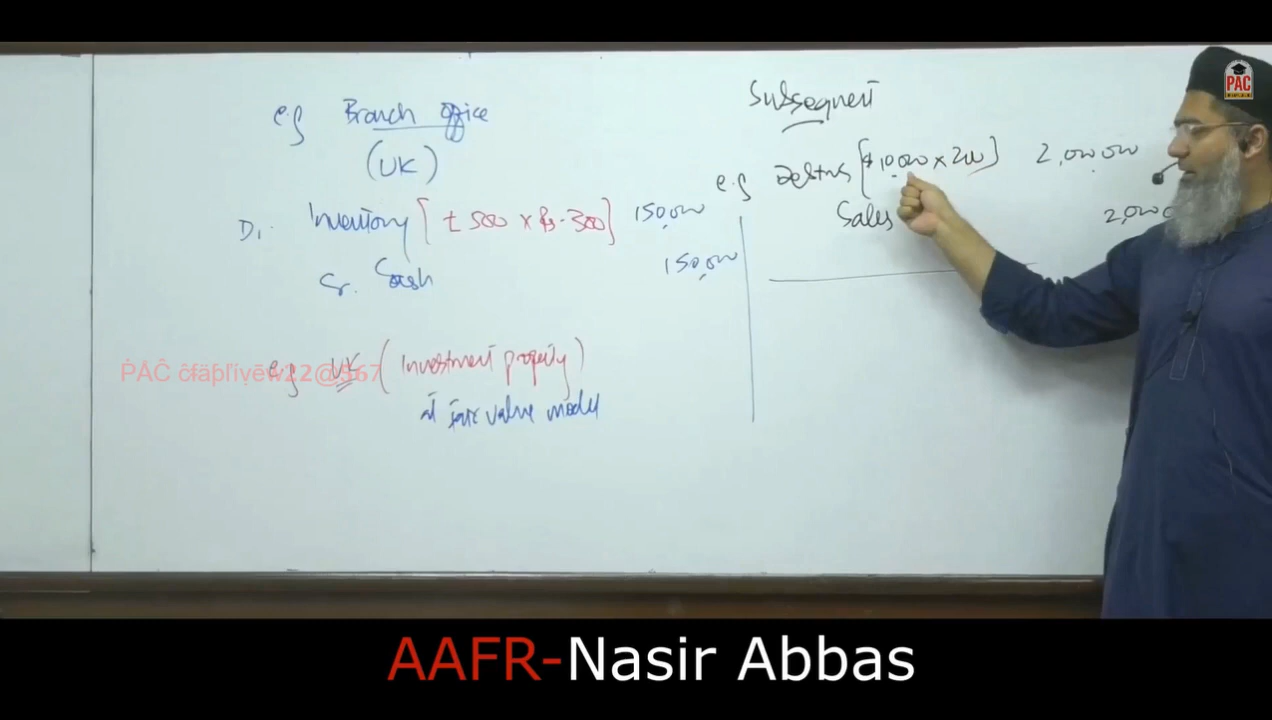 e.g Branch office
(UK)
Dr. Inventory [£ 500 × Rs. 300] 150,000
Cr. Cash 150,000
e.g UK (investment property)
at fair value model
Subsequent
e.g Debtors [$10,000 × 200] 2,000,000
Sales 2,000
PAC
AAFR-Nasir Abbas